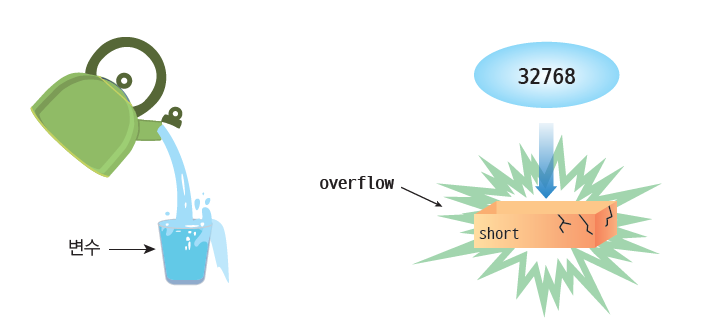 32768
overflow
short
변수